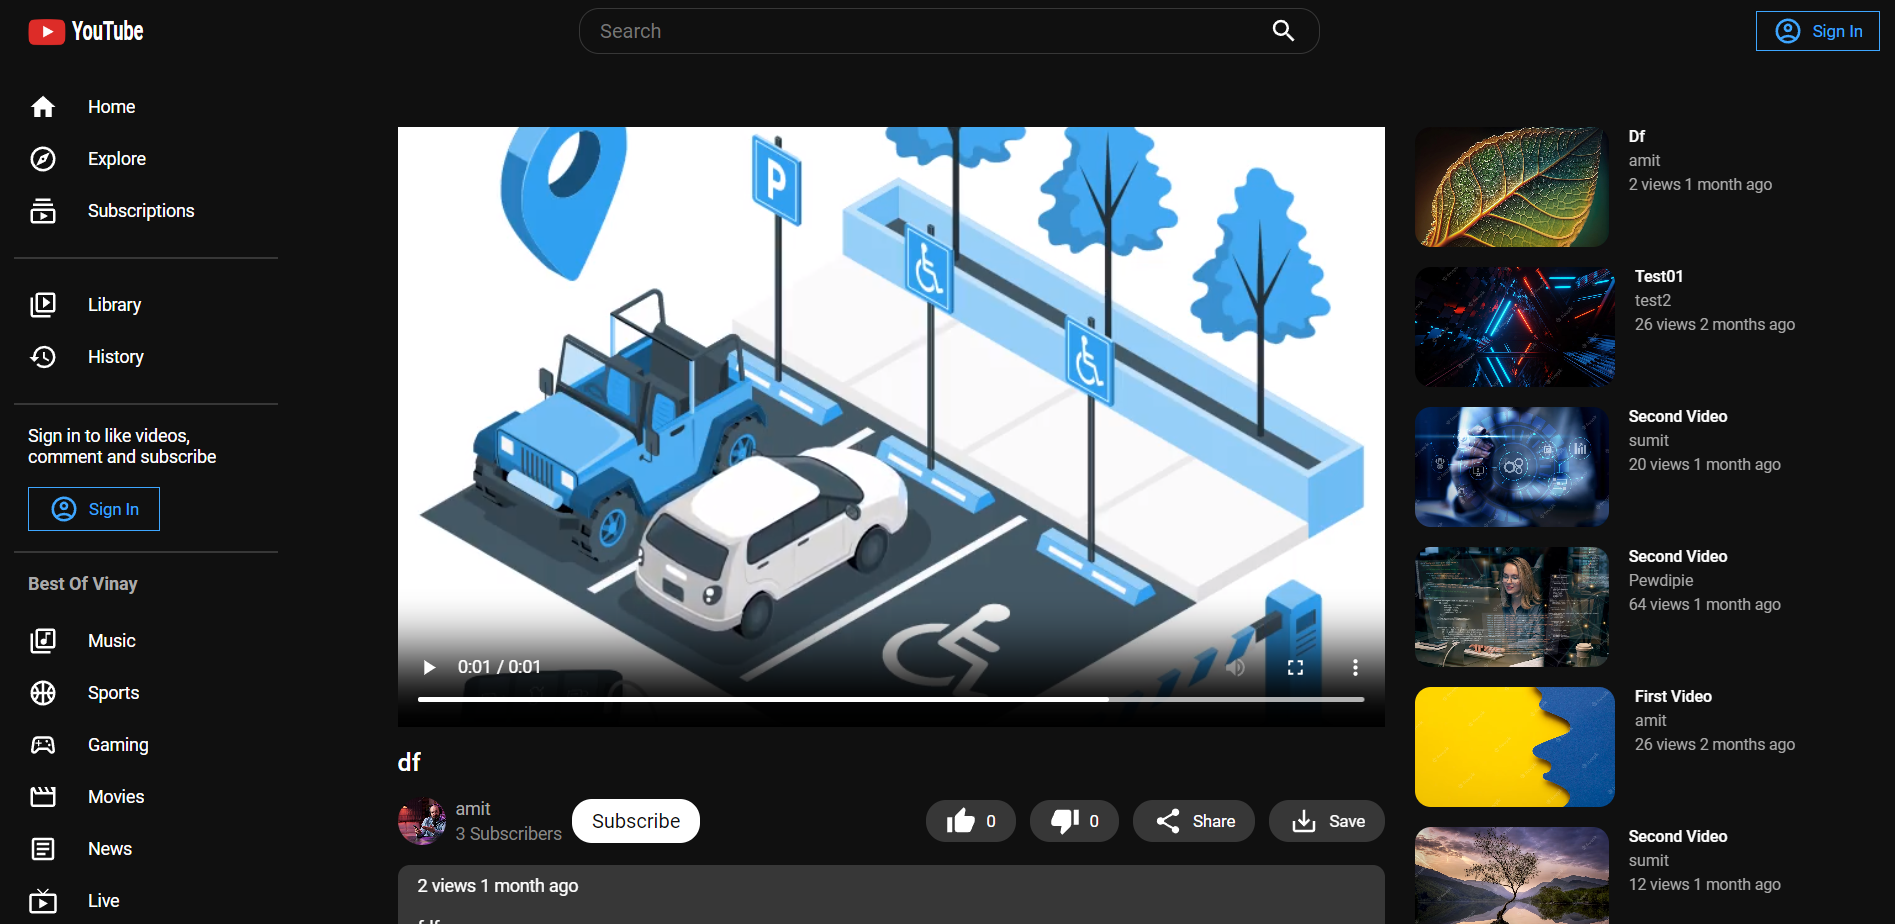 YouTube
Search
Sign In
Home
Explore
Subscriptions
Library
History
Sign in to like videos,
comment and subscribe
Sign In
Best Of Vinay
Music
Sports
Gaming
Movies
News
Live
P
0:01 / 0:01
df
amit
3 Subscribers
Subscribe
0
0
Share
Save
2 views 1 month ago
Df
amit
2 views 1 month ago
Test01
test2
26 views 2 months ago
Second Video
sumit
20 views 1 month ago
Second Video
Pewdipie
64 views 1 month ago
First Video
amit
26 views 2 months ago
Second Video
sumit
12 views 1 month ago